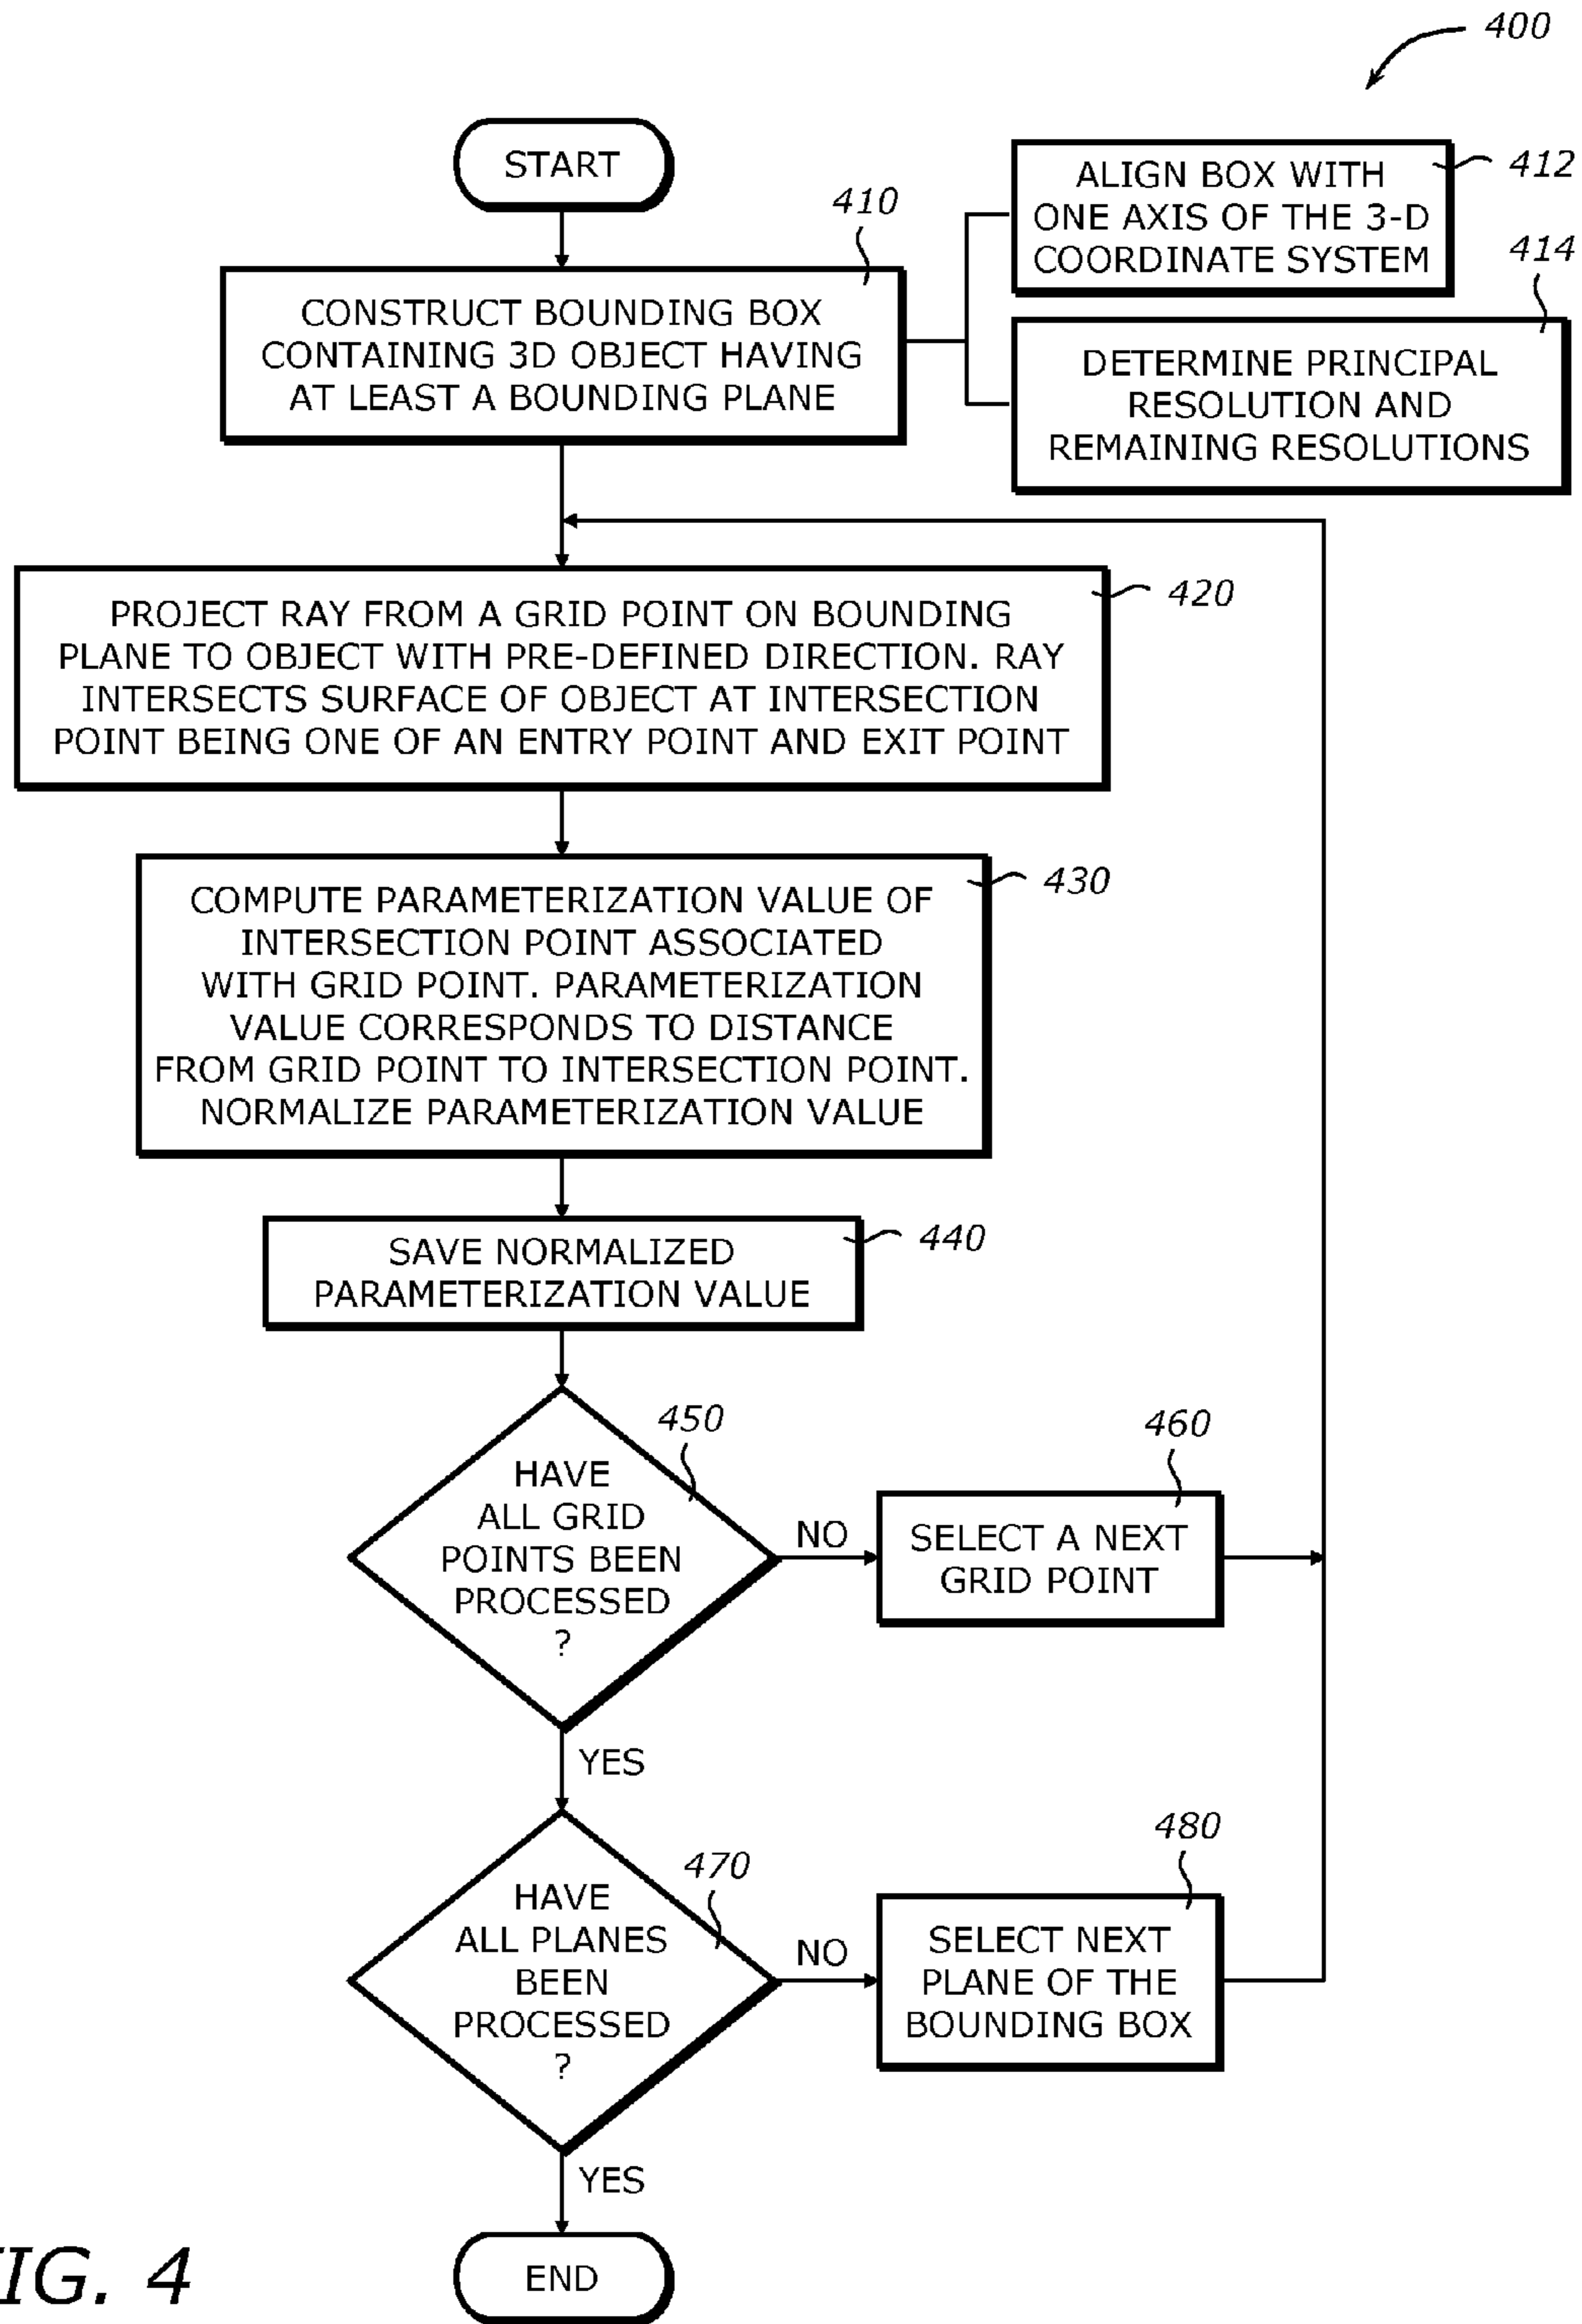 400
START
410
ALIGN BOX WITH
ONE AXIS OF THE 3-D
COORDINATE SYSTEM
412
414
CONSTRUCT BOUNDING BOX
CONTAINING 3D OBJECT HAVING
AT LEAST A BOUNDING PLANE
DETERMINE PRINCIPAL
RESOLUTION AND
REMAINING RESOLUTIONS
PROJECT RAY FROM A GRID POINT ON BOUNDING
PLANE TO OBJECT WITH PRE-DEFINED DIRECTION. RAY
INTERSECTS SURFACE OF OBJECT AT INTERSECTION
POINT BEING ONE OF AN ENTRY POINT AND EXIT POINT
420
COMPUTE PARAMETERIZATION VALUE OF
INTERSECTION POINT ASSOCIATED
WITH GRID POINT. PARAMETERIZATION
VALUE CORRESPONDS TO DISTANCE
FROM GRID POINT TO INTERSECTION POINT.
NORMALIZE PARAMETERIZATION VALUE
430
SAVE NORMALIZED
PARAMETERIZATION VALUE
440
450
HAVE
ALL GRID
POINTS BEEN
PROCESSED
?
NO
460
SELECT A NEXT
GRID POINT
YES
470
HAVE
ALL PLANES
BEEN
PROCESSED
?
NO
480
SELECT NEXT
PLANE OF THE
BOUNDING BOX
YES
END
IG. 4